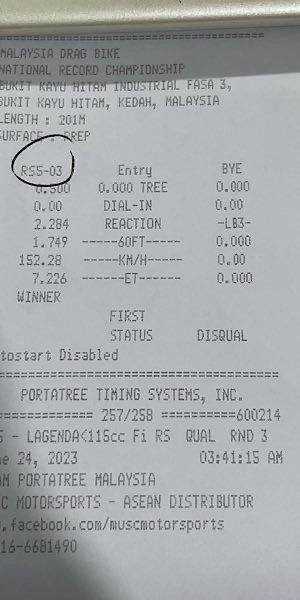 =====================================
MALAYSIA DRAG BIKE
NATIONAL RECORD CHAMPIONSHIP
BUKIT KAYU HITAM INDUSTRIAL FASA 3,
BUKIT KAYU HITAM, KEDAH, MALAYSIA
LENGTH : 201M
SURFACE : PREP
RS5-03 Entry BYE
0.500 0.000 TREE 0.000
0.00 DIAL-IN 0.00
2.284 REACTION -LB3-
1.749 -----60FT----- 0.000
152.28 -----KM/H----- 0.00
7.226 ------ET------ 0.000
WINNER
FIRST
STATUS DISQUAL
tostart Disabled
=====================================
PORTATREE TIMING SYSTEMS, INC.
============ 257/258 ==========600214
- LAGENDA<115cc Fi RS QUAL RND 3
ne 24, 2023 03:41:15 AM
M PORTATREE MALAYSIA
C MOTORSPORTS - ASEAN DISTRIBUTOR
.facebook.com/muscmotorsports
16-6681490